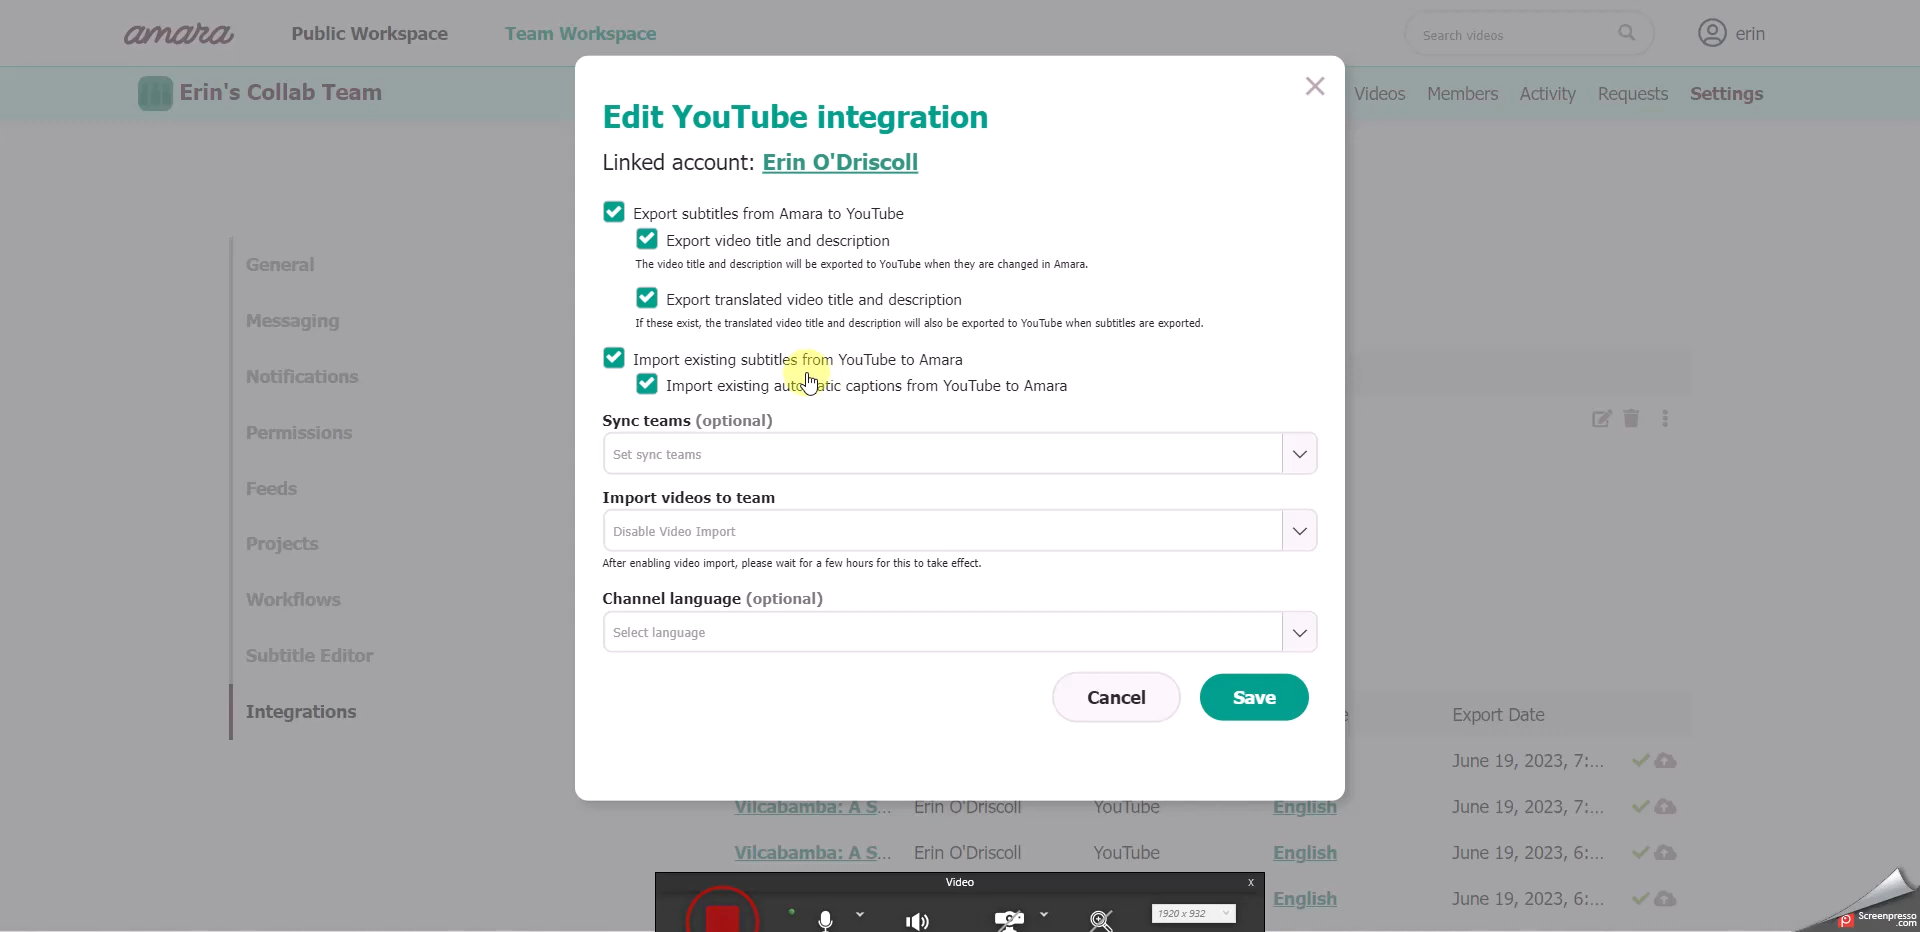 amara
Public Workspace
Team Workspace
Search videos
erin
Erin's Collab Team
Videos
Members
Activity
Requests
Settings
Edit YouTube integration
Linked account: Erin O'Driscoll
Export subtitles from Amara to YouTube
Export video title and description
The video title and description will be exported to YouTube when they are changed in Amara.
Export translated video title and description
If these exist, the translated video title and description will also be exported to YouTube when subtitles are exported.
Import existing subtitles from YouTube to Amara
Import existing automatic captions from YouTube to Amara
Sync teams (optional)
Set sync teams
Import videos to team
Disable Video Import
After enabling video import, please wait for a few hours for this to take effect.
Channel language (optional)
Select language
Cancel
Save
General
Messaging
Notifications
Permissions
Feeds
Projects
Workflows
Subtitle Editor
Integrations
Export Date
June 19, 2023, 7:...
Vilcabamba: A S... Erin O'Driscoll YouTube English June 19, 2023, 7:...
Vilcabamba: A S... Erin O'Driscoll YouTube English June 19, 2023, 6:...
English June 19, 2023, 6:...
Video
x
1920 x 932
Screenpresso
.com